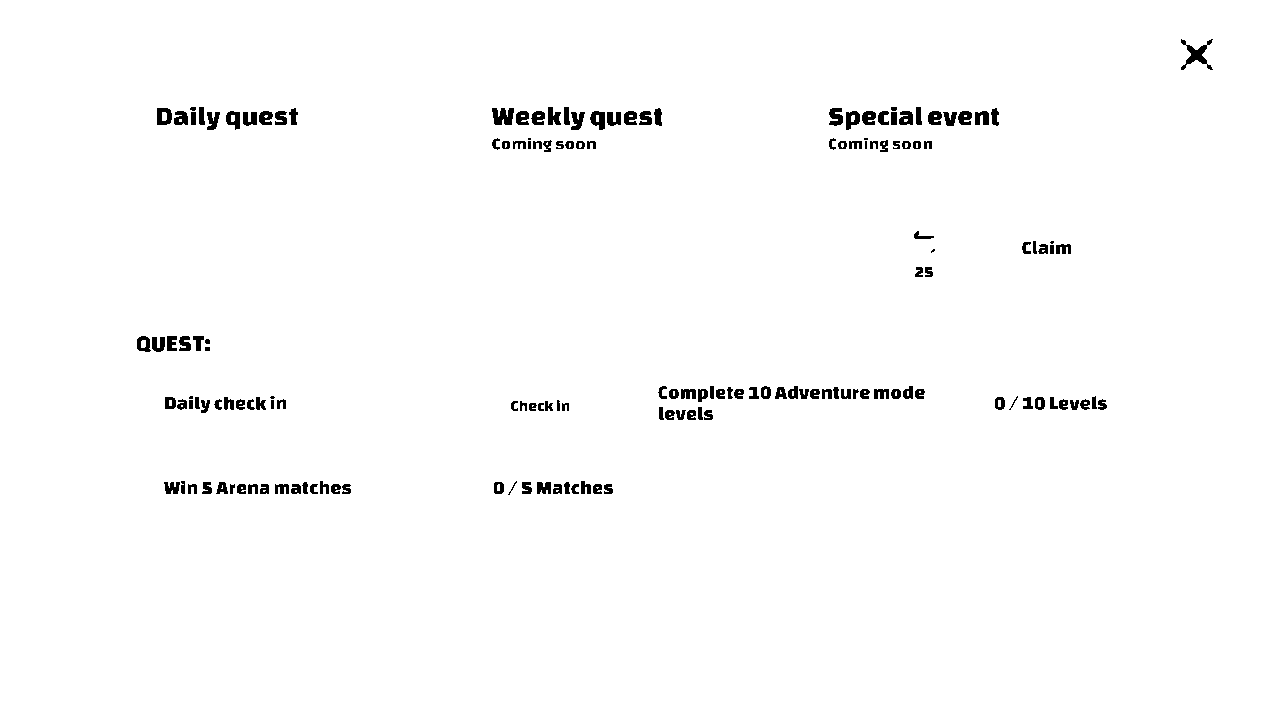 Daily quest
Weekly quest
Special event
Coming soon
Coming soon
Claim
25
QUEST:
Daily check in
Check in
Complete 10 Adventure mode
levels
0 / 10 Levels
Win 5 Arena matches
0 / 5 Matches